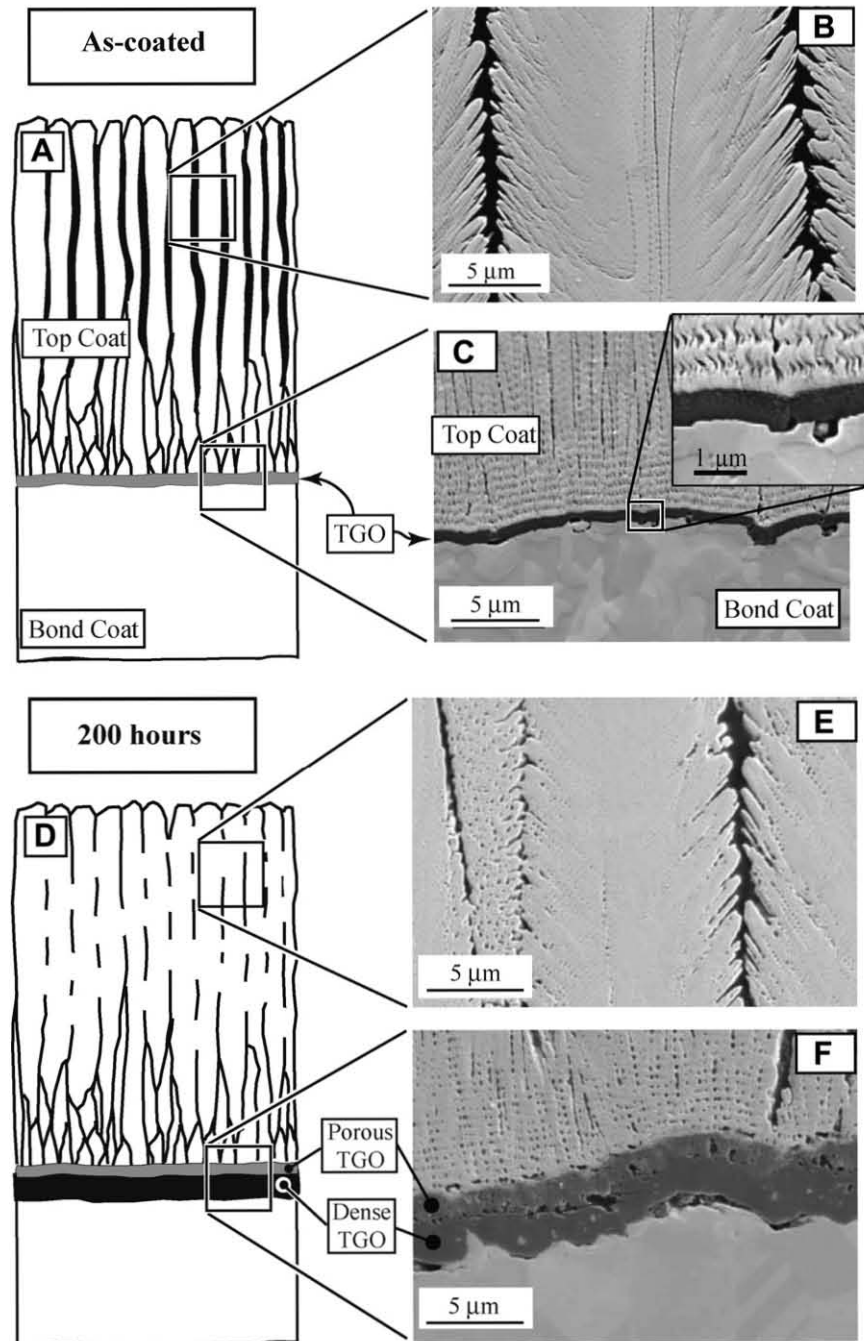 As-coated
A
B
5 µm
Top Coat
C
Top Coat
1 µm
TGO
5 µm
Bond Coat
Bond Coat
200 hours
D
E
5 µm
F
Porous
TGO
Dense
TGO
5 µm